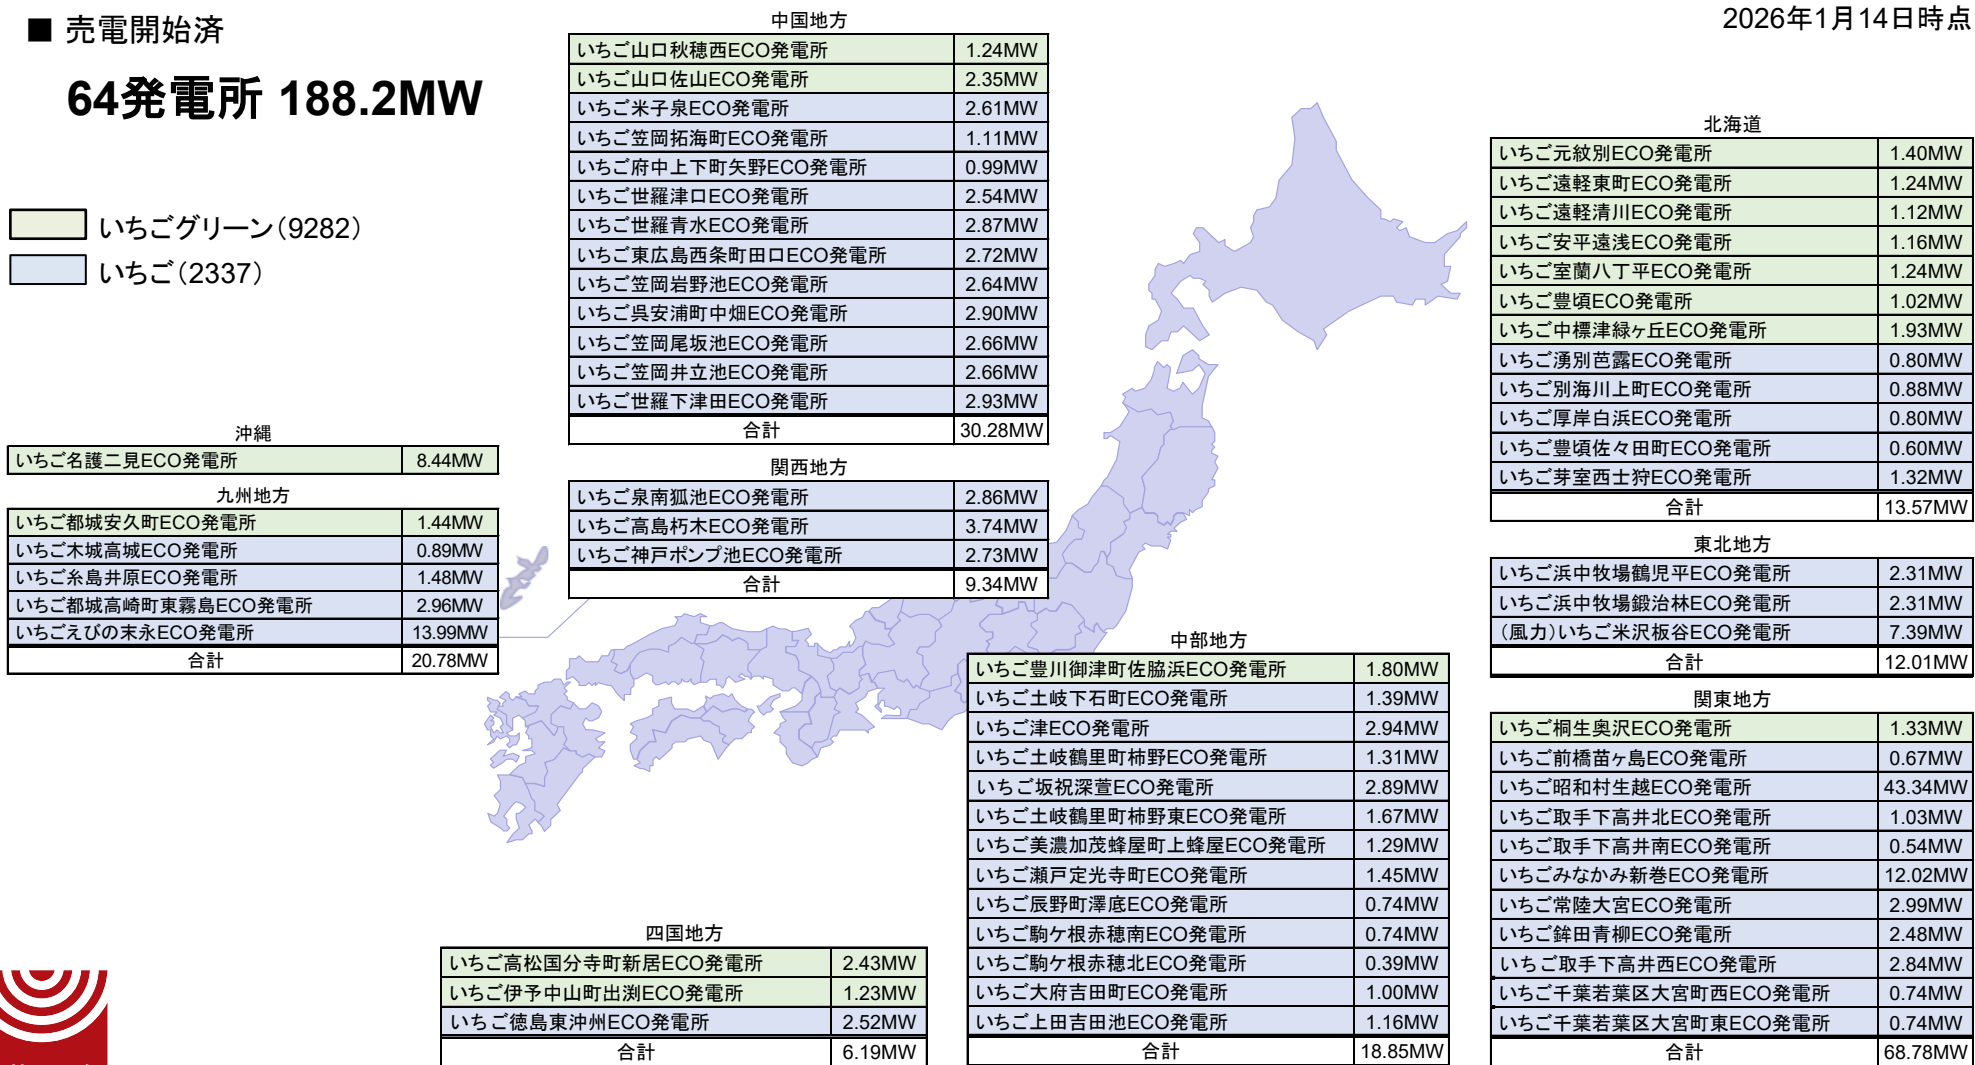 ■ 売電開始済
64発電所 188.2MW
2026年1月14日時点
いちごグリーン(9282)
いちご(2337)
中国地方
いちご山口秋穂西ECO発電所 1.24MW
いちご山口佐山ECO発電所 2.35MW
いちご米子泉ECO発電所 2.61MW
いちご笠岡拓海町ECO発電所 1.11MW
いちご府中上下町矢野ECO発電所 0.99MW
いちご世羅津口ECO発電所 2.54MW
いちご世羅青水ECO発電所 2.87MW
いちご東広島西条町田口ECO発電所 2.72MW
いちご笠岡岩野池ECO発電所 2.64MW
いちご呉安浦町中畑ECO発電所 2.90MW
いちご笠岡尾坂池ECO発電所 2.66MW
いちご笠岡井立池ECO発電所 2.66MW
いちご世羅下津田ECO発電所 2.93MW
合計 30.28MW
沖縄
いちご名護二見ECO発電所 8.44MW
九州地方
いちご都城安久町ECO発電所 1.44MW
いちご木城高城ECO発電所 0.89MW
いちご糸島井原ECO発電所 1.48MW
いちご都城高崎町東霧島ECO発電所 2.96MW
いちごえびの末永ECO発電所 13.99MW
合計 20.78MW
関西地方
いちご泉南狐池ECO発電所 2.86MW
いちご高島朽木ECO発電所 3.74MW
いちご神戸ポンプ池ECO発電所 2.73MW
合計 9.34MW
北海道
いちご元紋別ECO発電所 1.40MW
いちご遠軽東町ECO発電所 1.24MW
いちご遠軽清川ECO発電所 1.12MW
いちご安平遠浅ECO発電所 1.16MW
いちご室蘭八丁平ECO発電所 1.24MW
いちご豊頃ECO発電所 1.02MW
いちご中標津緑ヶ丘ECO発電所 1.93MW
いちご湧別芭露ECO発電所 0.80MW
いちご別海川上町ECO発電所 0.88MW
いちご厚岸白浜ECO発電所 0.80MW
いちご豊頃佐々田町ECO発電所 0.60MW
いちご芽室西士狩ECO発電所 1.32MW
合計 13.57MW
東北地方
いちご浜中牧場鶴児平ECO発電所 2.31MW
いちご浜中牧場鍛治林ECO発電所 2.31MW
(風力)いちご米沢板谷ECO発電所 7.39MW
合計 12.01MW
中部地方
いちご豊川御津町佐脇浜ECO発電所 1.80MW
いちご土岐下石町ECO発電所 1.39MW
いちご津ECO発電所 2.94MW
いちご土岐鶴里町柿野ECO発電所 1.31MW
いちご坂祝深萱ECO発電所 2.89MW
いちご土岐鶴里町柿野東ECO発電所 1.67MW
いちご美濃加茂蜂屋町上蜂屋ECO発電所 1.29MW
いちご瀬戸定光寺町ECO発電所 1.45MW
いちご辰野町澤底ECO発電所 0.74MW
いちご駒ケ根赤穂南ECO発電所 0.74MW
いちご駒ケ根赤穂北ECO発電所 0.39MW
いちご大府吉田町ECO発電所 1.00MW
いちご上田吉田池ECO発電所 1.16MW
合計 18.85MW
関東地方
いちご桐生奥沢ECO発電所 1.33MW
いちご前橋苗ヶ島ECO発電所 0.67MW
いちご昭和村生越ECO発電所 43.34MW
いちご取手下高井北ECO発電所 1.03MW
いちご取手下高井南ECO発電所 0.54MW
いちごみなかみ新巻ECO発電所 12.02MW
いちご常陸大宮ECO発電所 2.99MW
いちご鉾田青柳ECO発電所 2.48MW
いちご取手下高井西ECO発電所 2.84MW
いちご千葉若葉区大宮町西ECO発電所 0.74MW
いちご千葉若葉区大宮町東ECO発電所 0.74MW
合計 68.78MW
四国地方
いちご高松国分寺町新居ECO発電所 2.43MW
いちご伊予中山町出渕ECO発電所 1.23MW
いちご徳島東沖州ECO発電所 2.52MW
合計 6.19MW